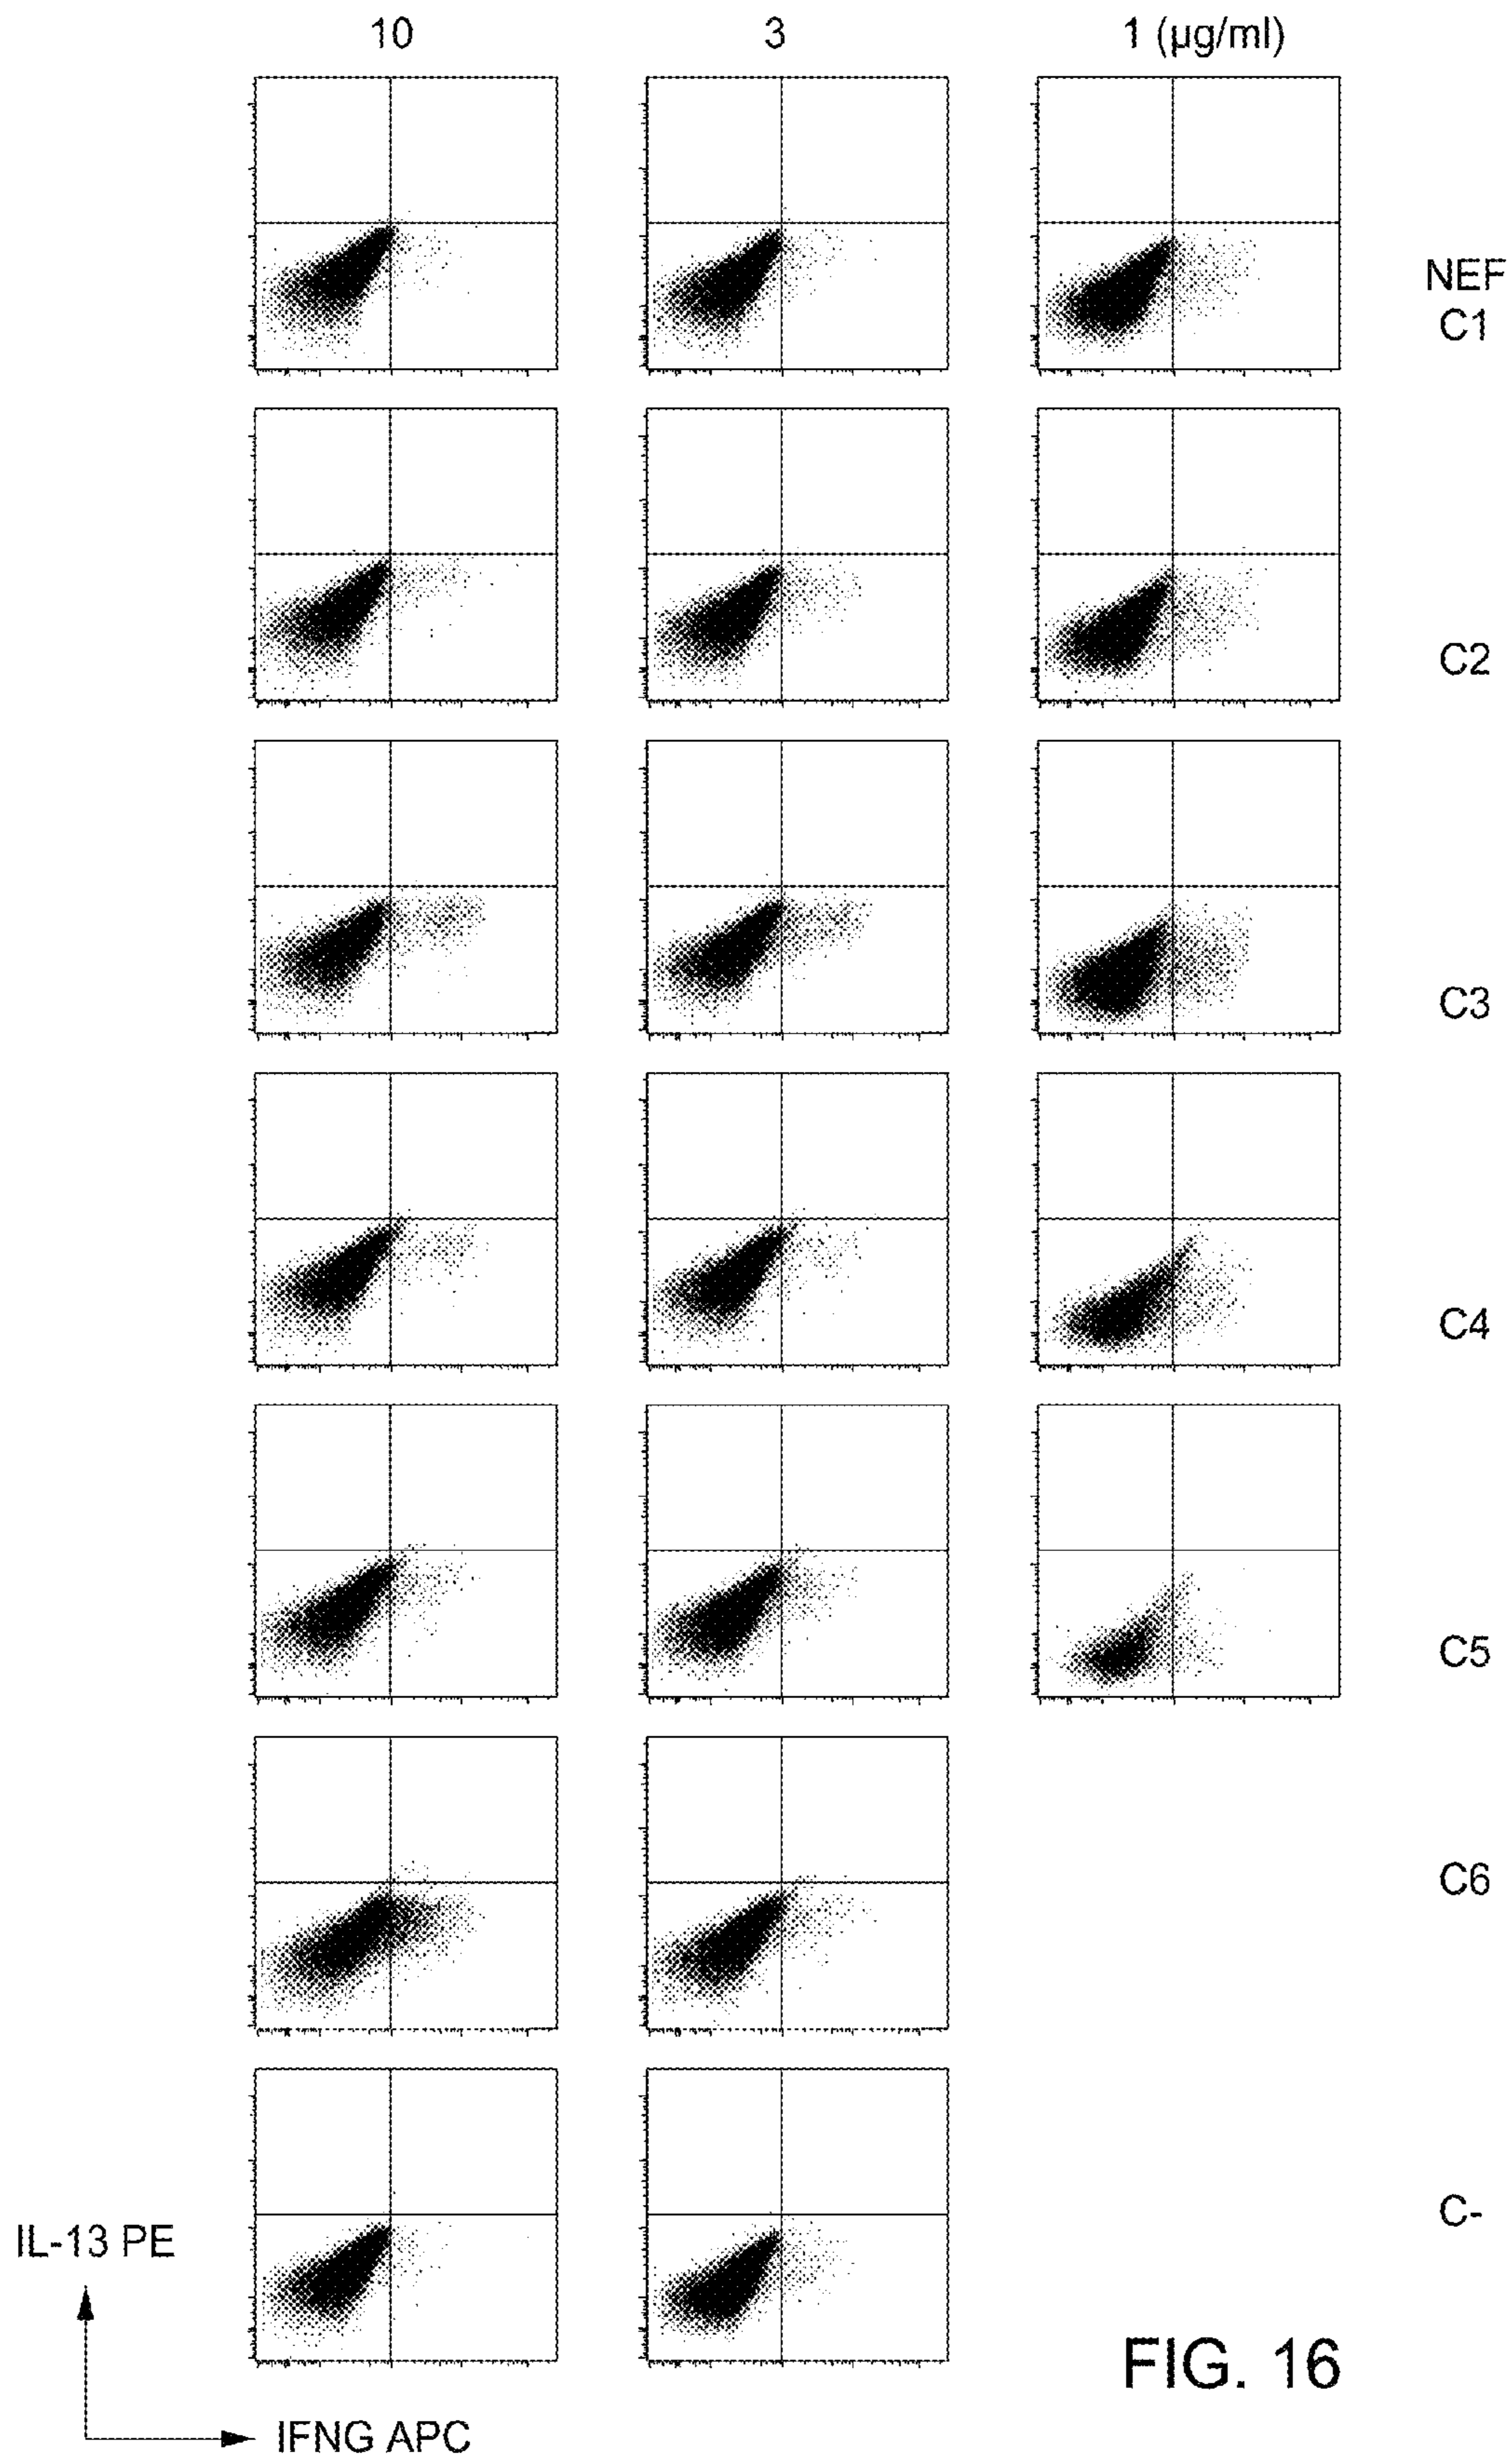 10 3 1 (µg/ml)
NEF
C1
C2
C3
C4
C5
C6
C-
IL-13 PE
IFNG APC
FIG. 16